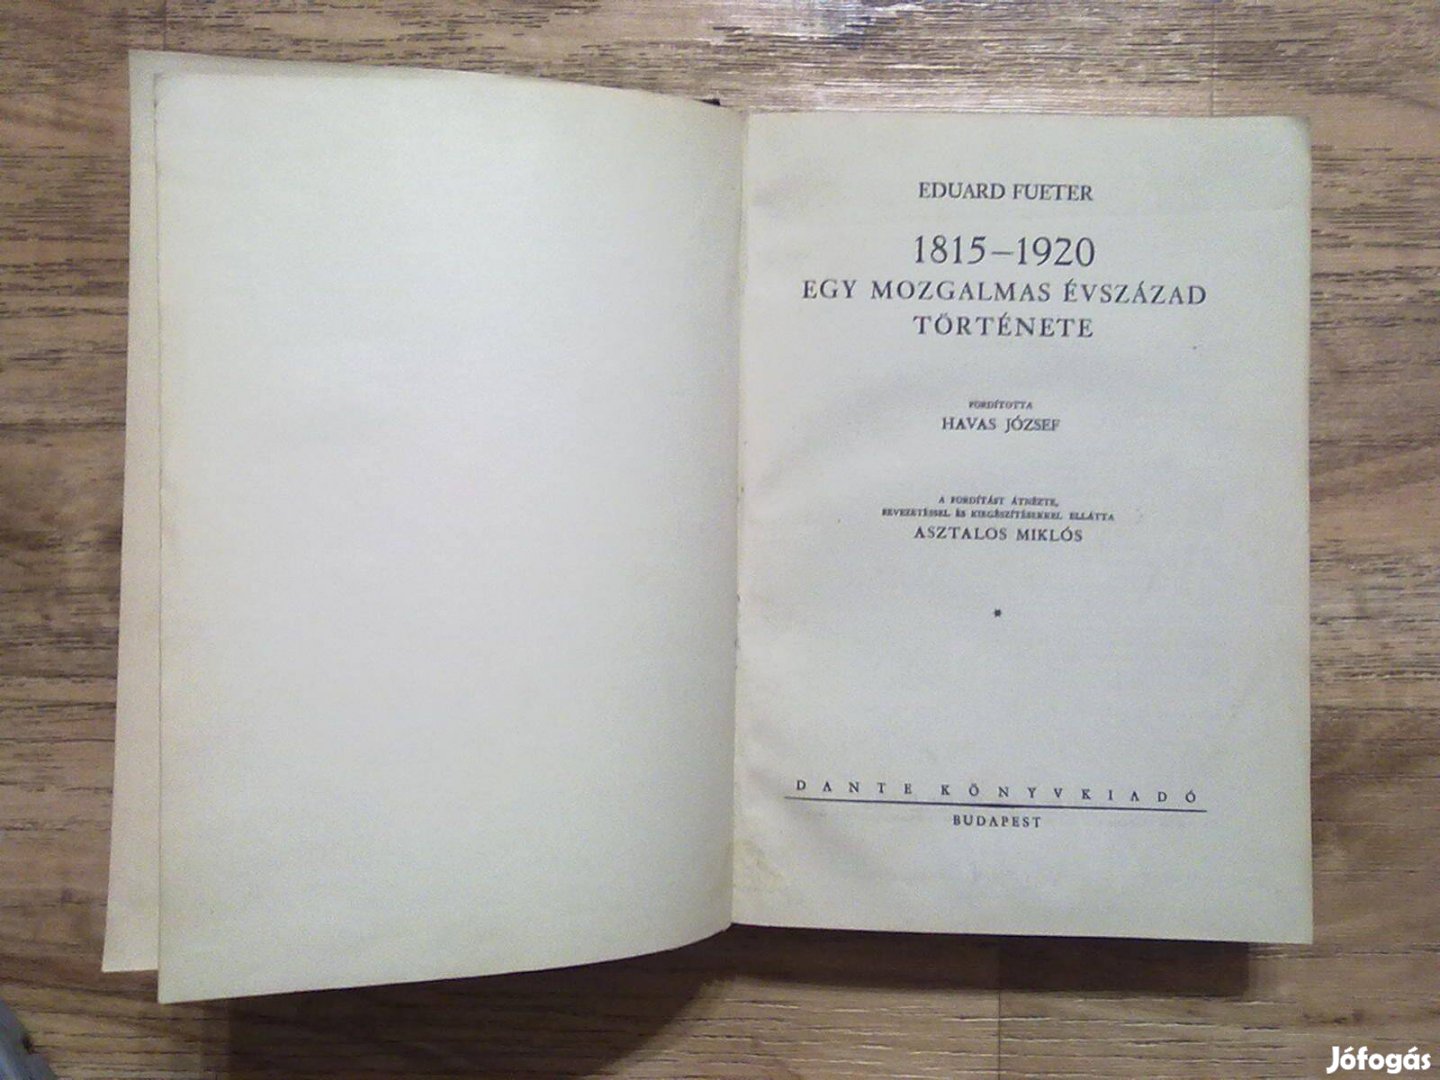 EDUARD FUETER
1815–1920
EGY MOZGALMAS ÉVSZÁZAD
TÖRTÉNETE
FORDÍTOTTA
HAVAS JÓZSEF
A FORDÍTÁST ÁTNÉZTE,
BEVEZETÉSSEL ÉS KIEGÉSZÍTÉSEKKEL ELLÁTTA
ASZTALOS MIKLÓS
*
DANTE KÖNYVKIADÓ
BUDAPEST
Jófogás